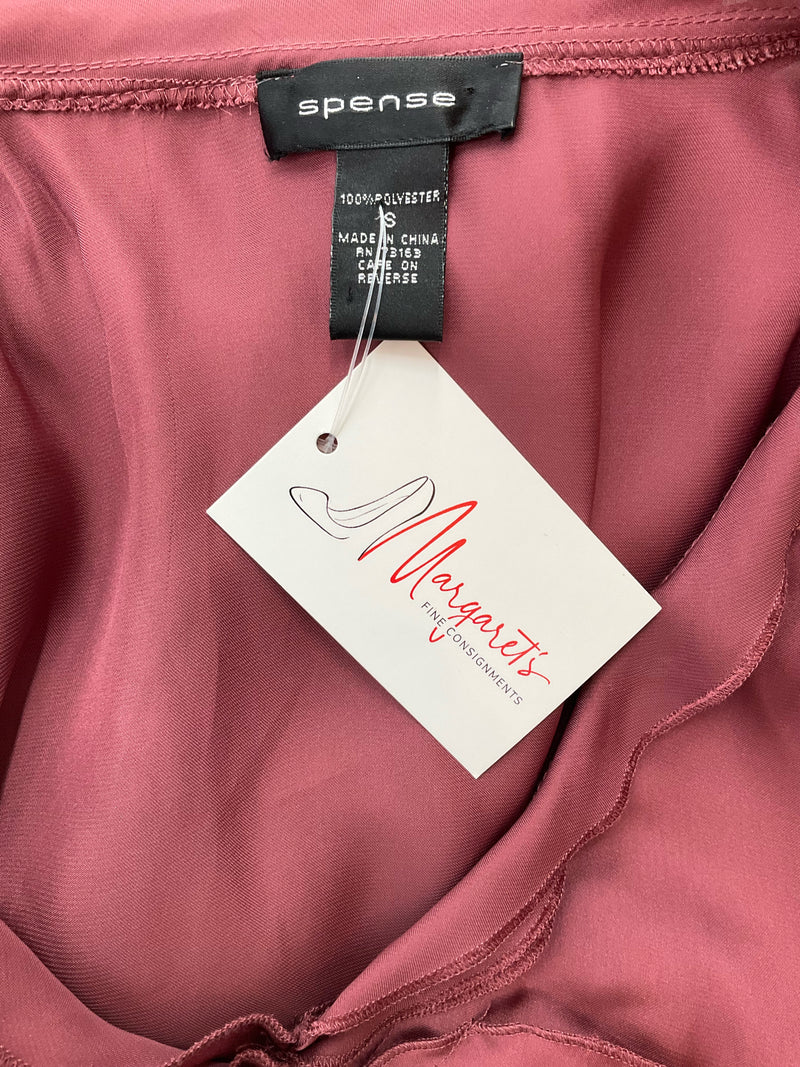 spense
100% POLYESTER
S
MADE IN CHINA
RN 73163
CARE ON
REVERSE
Margaret's
FINE CONSIGNMENTS